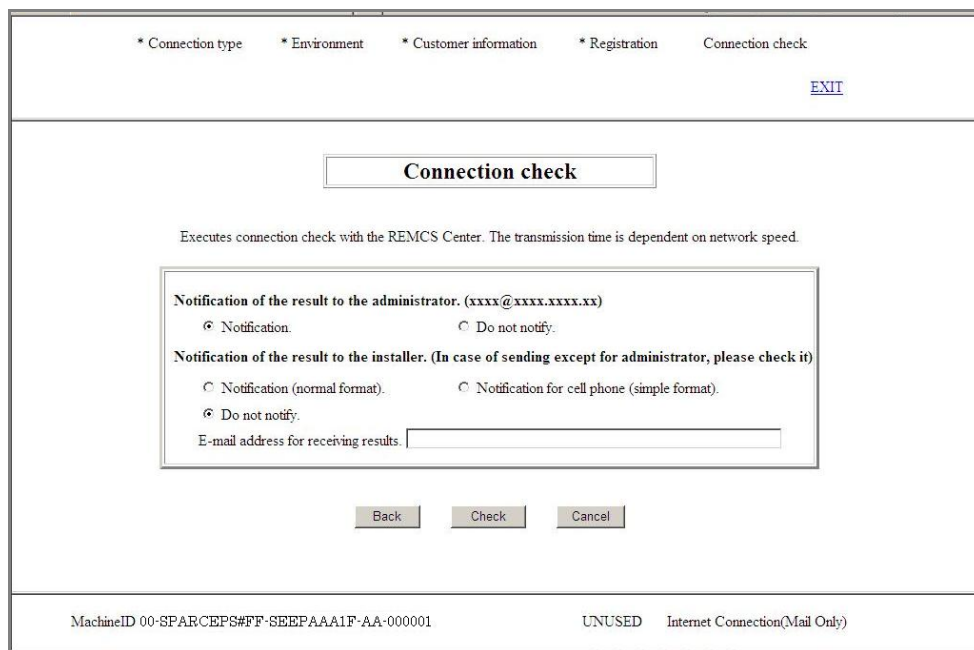 * Connection type * Environment * Customer information * Registration Connection check
EXIT
Connection check
Executes connection check with the REMCS Center. The transmission time is dependent on network speed.
Notification of the result to the administrator. (xxxx@xxxx.xxxx.xx)
Notification. Do not notify.
Notification of the result to the installer. (In case of sending except for administrator, please check it)
Notification (normal format). Notification for cell phone (simple format).
Do not notify.
E-mail address for receiving results.
Back Check Cancel
MachineID 00-SPARCEPS#FF-SEEPAAA1F-AA-000001 UNUSED Internet Connection(Mail Only)